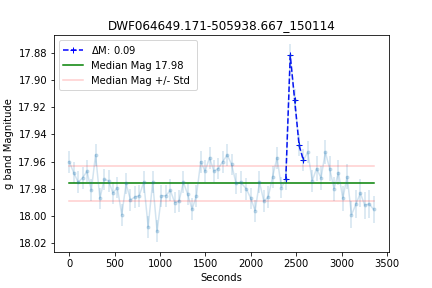 DWF064649.171-505938.667_150114
ΔM: 0.09
Median Mag 17.98
Median Mag +/- Std
g band Magnitude
17.88
17.90
17.92
17.94
17.96
17.98
18.00
18.02
0 500 1000 1500 2000 2500 3000 3500
Seconds